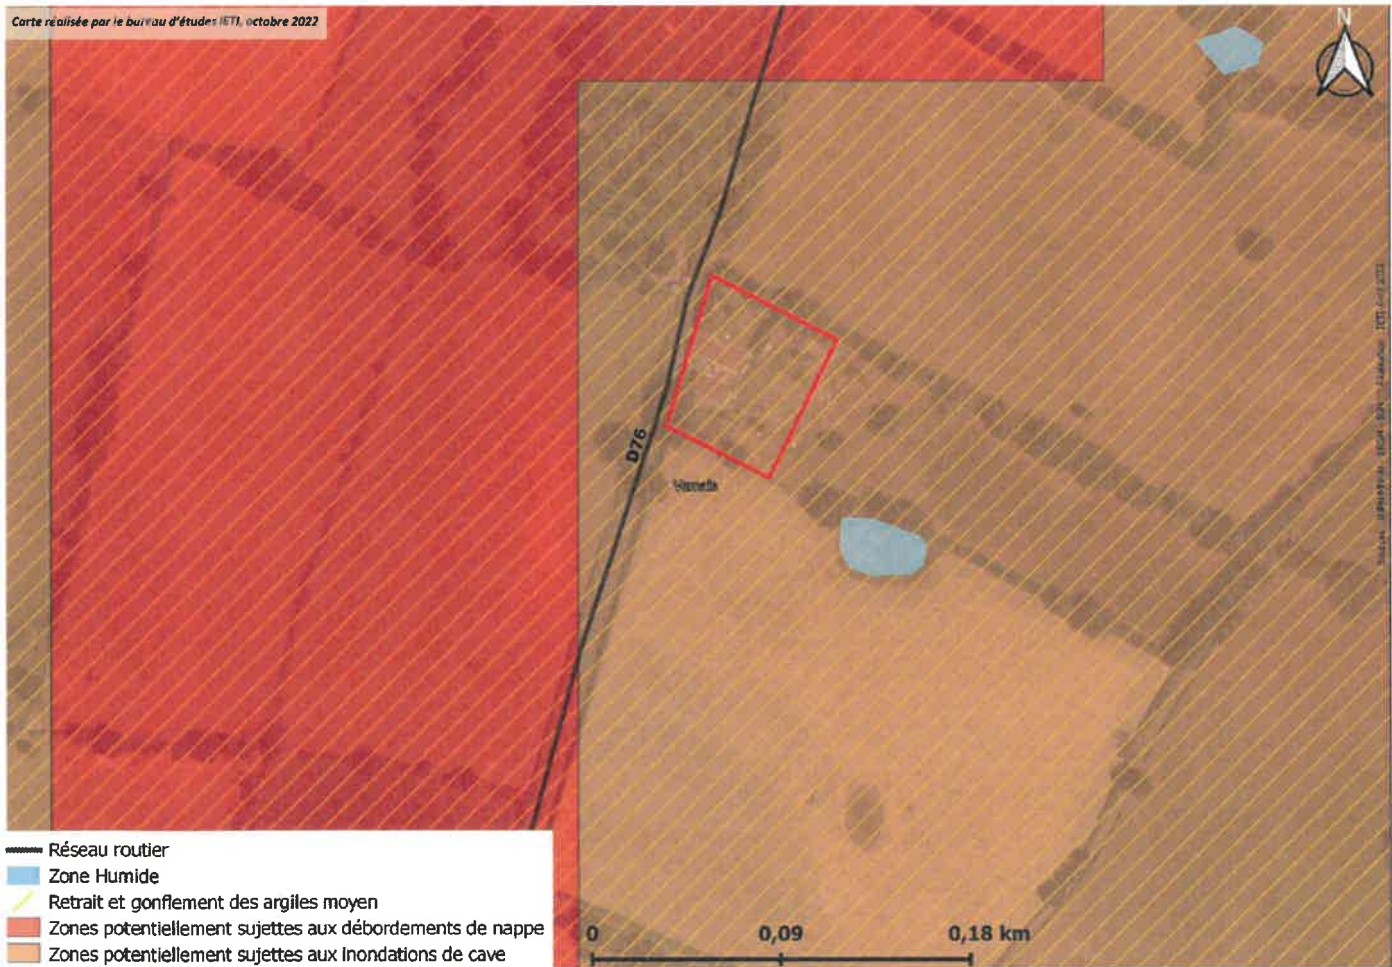 Carte réalisée par le bureau d'études IETI, octobre 2022
N
D76
Réseau routier
Zone Humide
Retrait et gonflement des argiles moyen
Zones potentiellement sujettes aux débordements de nappe
Zones potentiellement sujettes aux inondations de cave
0 0,09 0,18 km